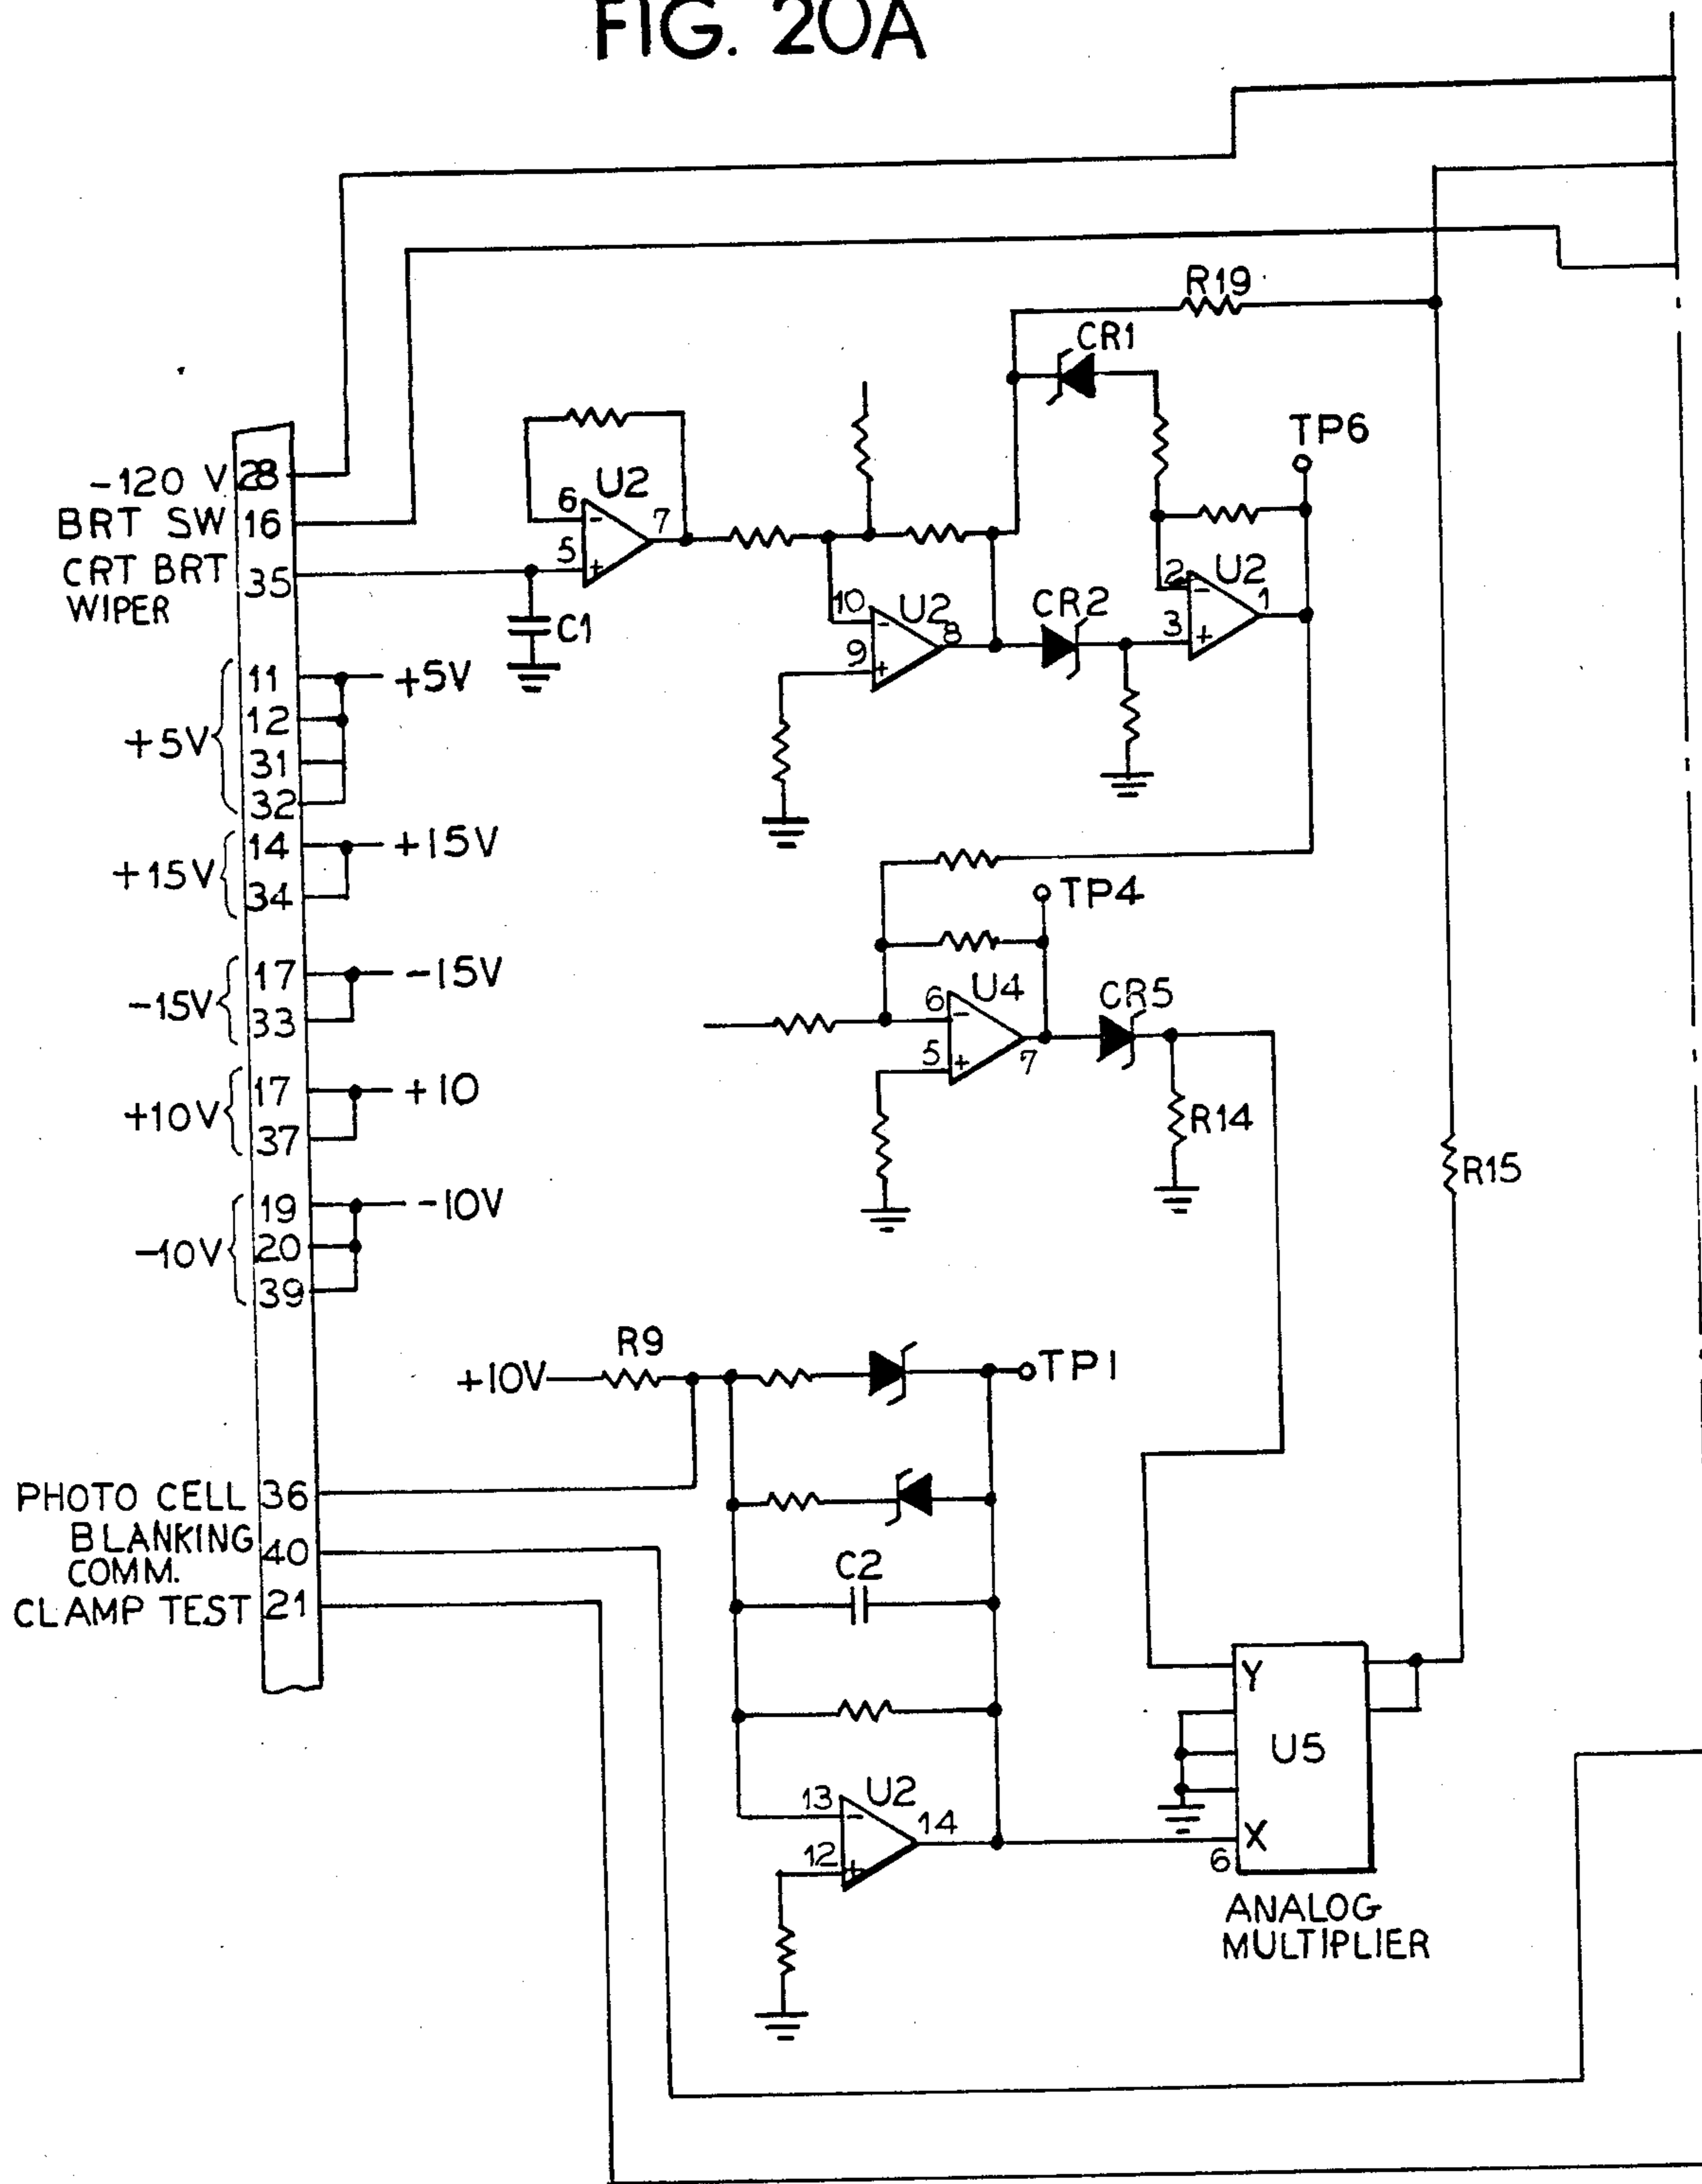 FIG. 20A
R19
CR1
TP6
-120 V 28
BRT SW 16
CRT BRT WIPER 35
6
U2
7
5
+
-
C1
10
U2
8
9
-
+
CR2
2
U2
1
3
-
+
+5V
11
12
31
32
+5V
+15V
14
34
+15V
-15V
17
33
-15V
+10V
17
37
+10
-10V
19
20
39
-10V
TP4
U4
6
5
7
-
+
CR5
R14
R15
+10V
R9
TP1
PHOTO CELL 36
BLANKING COMM. 40
CLAMP TEST 21
C2
13
U2
14
12
-
+
Y
U5
X
6
ANALOG
MULTIPLIER